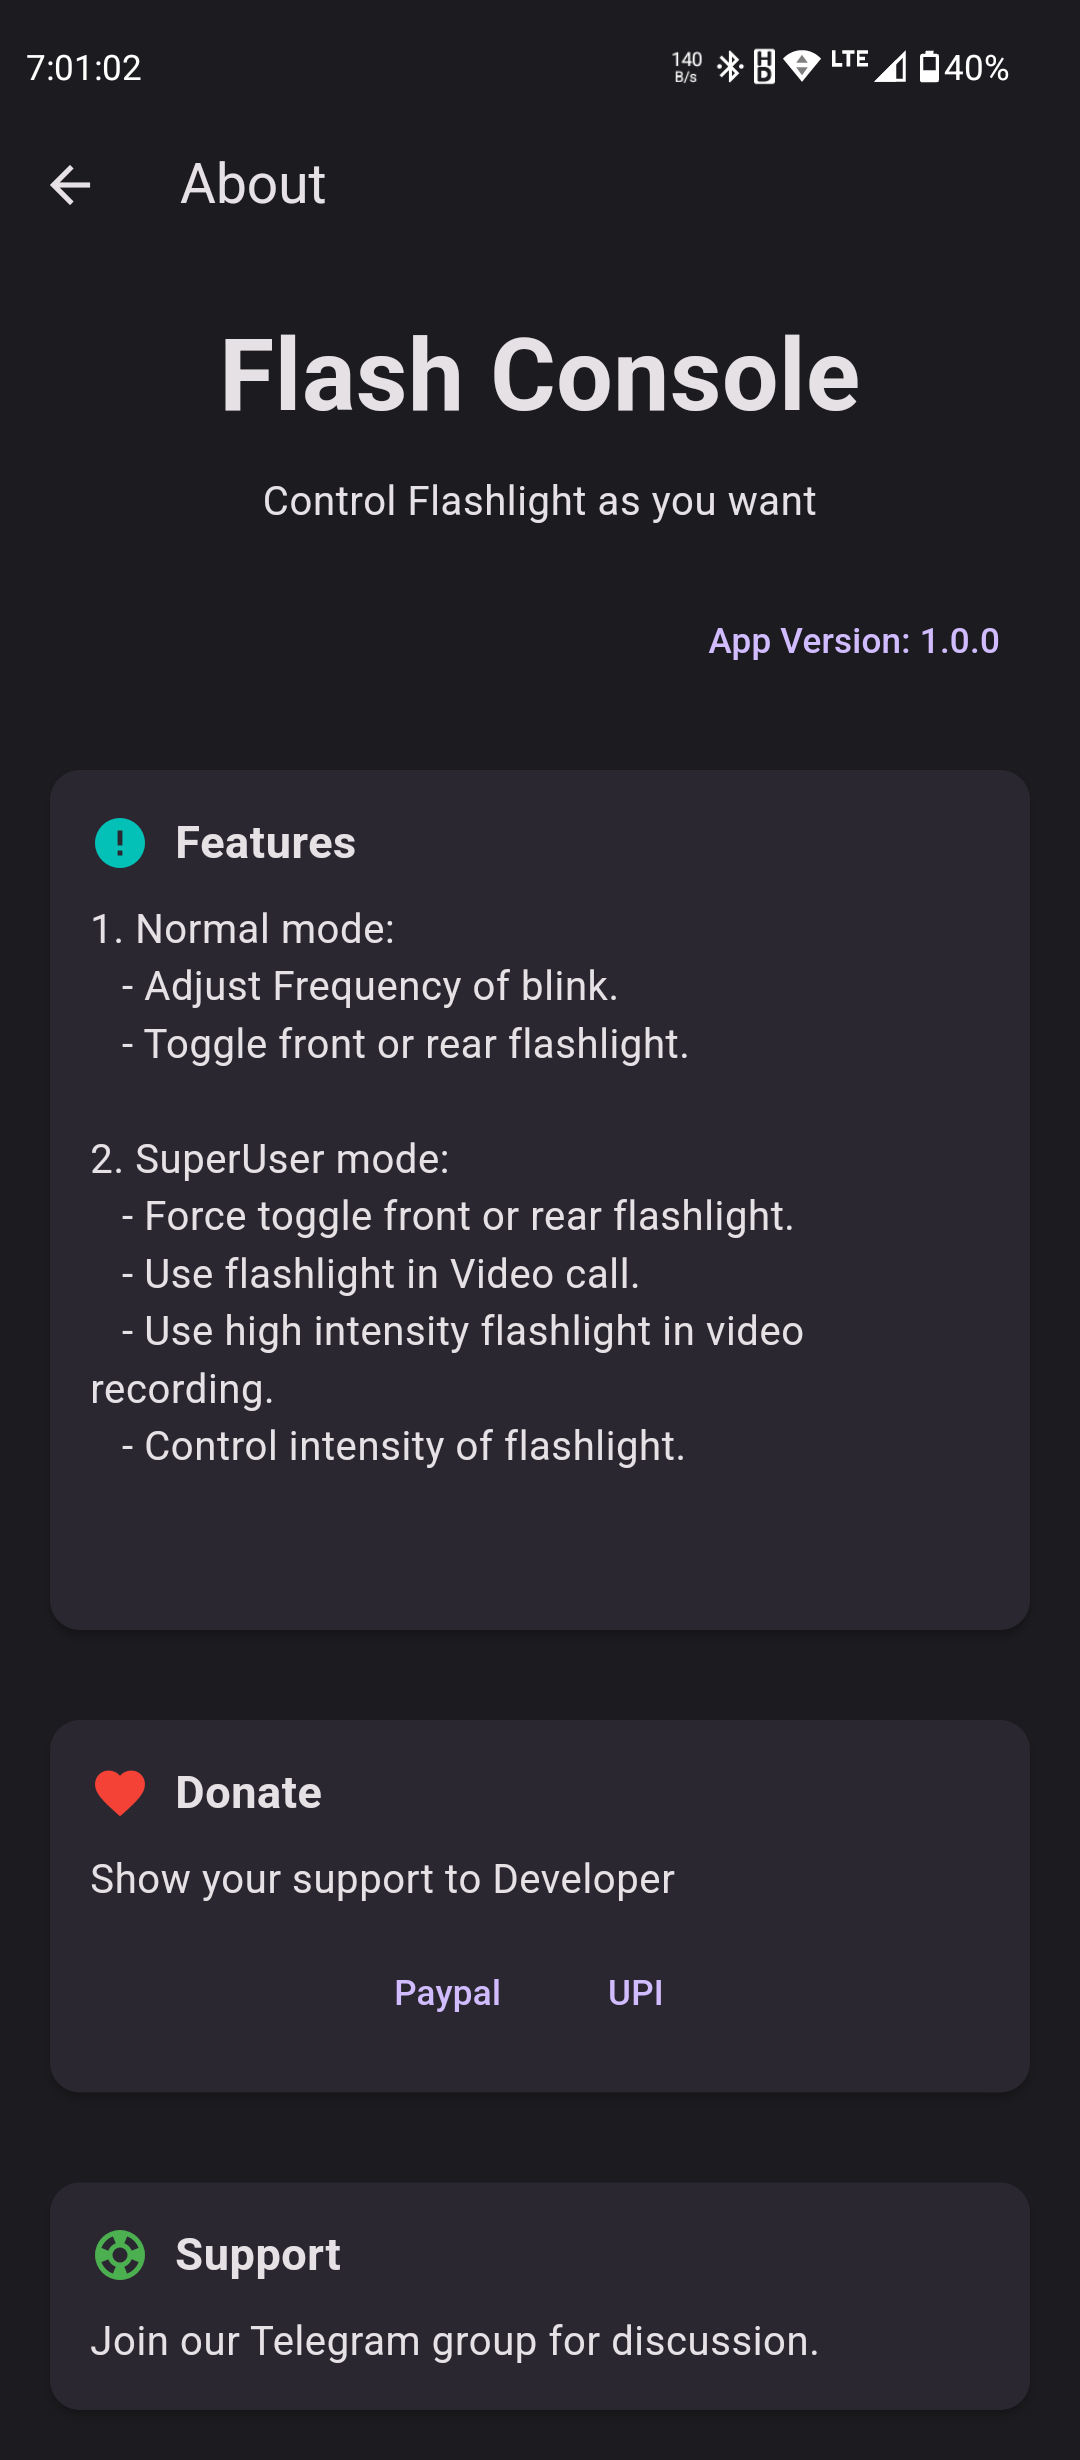 7:01:02
140
B/s
HD
LTE
40%
About
Flash Console
Control Flashlight as you want
App Version: 1.0.0
Features
1. Normal mode:
- Adjust Frequency of blink.
- Toggle front or rear flashlight.
2. SuperUser mode:
- Force toggle front or rear flashlight.
- Use flashlight in Video call.
- Use high intensity flashlight in video
recording.
- Control intensity of flashlight.
Donate
Show your support to Developer
Paypal
UPI
Support
Join our Telegram group for discussion.